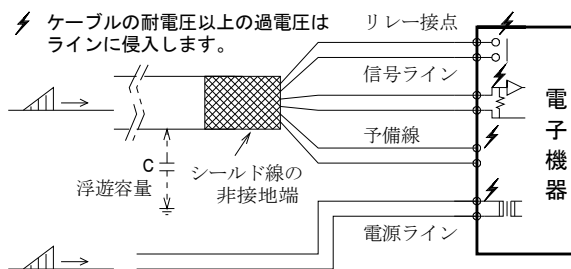 ケーブルの耐電圧以上の過電圧は
ラインに侵入します。
リレー接点
信号ライン
予備線
C
浮遊容量
シールド線の
非接地端
電源ライン
電子機器